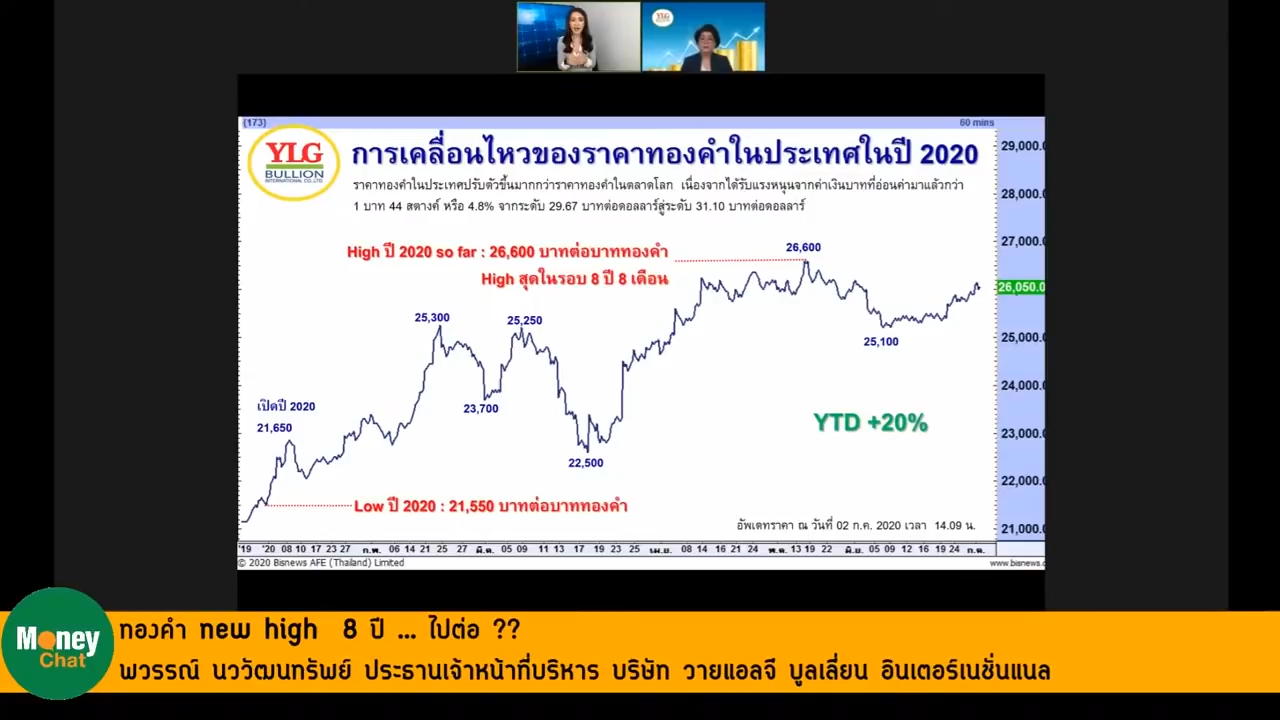 YLG
(173)
60 mins
YLG
BULLION
INTERNATIONAL CO.,LTD.
การเคลื่อนไหวของราคาทองคำในประเทศในปี 2020
ราคาทองคำในประเทศปรับตัวขึ้นมากกว่าราคาทองคำในตลาดโลก เนื่องจากได้รับแรงหนุนจากค่าเงินบาทที่อ่อนค่ามาแล้วกว่า
1 บาท 44 สตางค์ หรือ 4.8% จากระดับ 29.67 บาทต่อดอลลาร์สู่ระดับ 31.10 บาทต่อดอลลาร์
High ปี 2020 so far : 26,600 บาทต่อบาททองคำ
High สุดในรอบ 8 ปี 8 เดือน
26,600
25,300
25,250
25,100
23,700
22,500
เปิดปี 2020
21,650
YTD +20%
Low ปี 2020 : 21,550 บาทต่อบาททองคำ
อัพเดทราคา ณ วันที่ 02 ก.ค. 2020 เวลา 14.09 น.
29,000.
28,000.
27,000.
26,050.0
25,000.
24,000.
23,000.
22,000.
21,000.
'19 '20 08 10 17 23 27 ก.พ. 06 14 21 25 27 มี.ค. 05 09 11 13 17 19 23 25 เม.ย. 08 14 16 21 24 พ.ค. 13 19 22 มิ.ย. 05 09 12 16 19 24 ก.ค.
© 2020 Bisnews AFE (Thailand) Limited
www.bisnews.c
Money
Chat
ทองคำ new high 8 ปี ... ไปต่อ ??
พวรรณ์ นววัฒนทรัพย์ ประธานเจ้าหน้าที่บริหาร บริษัท วายแอลจี บูลเลี่ยน อินเตอร์เนชั่นแนล